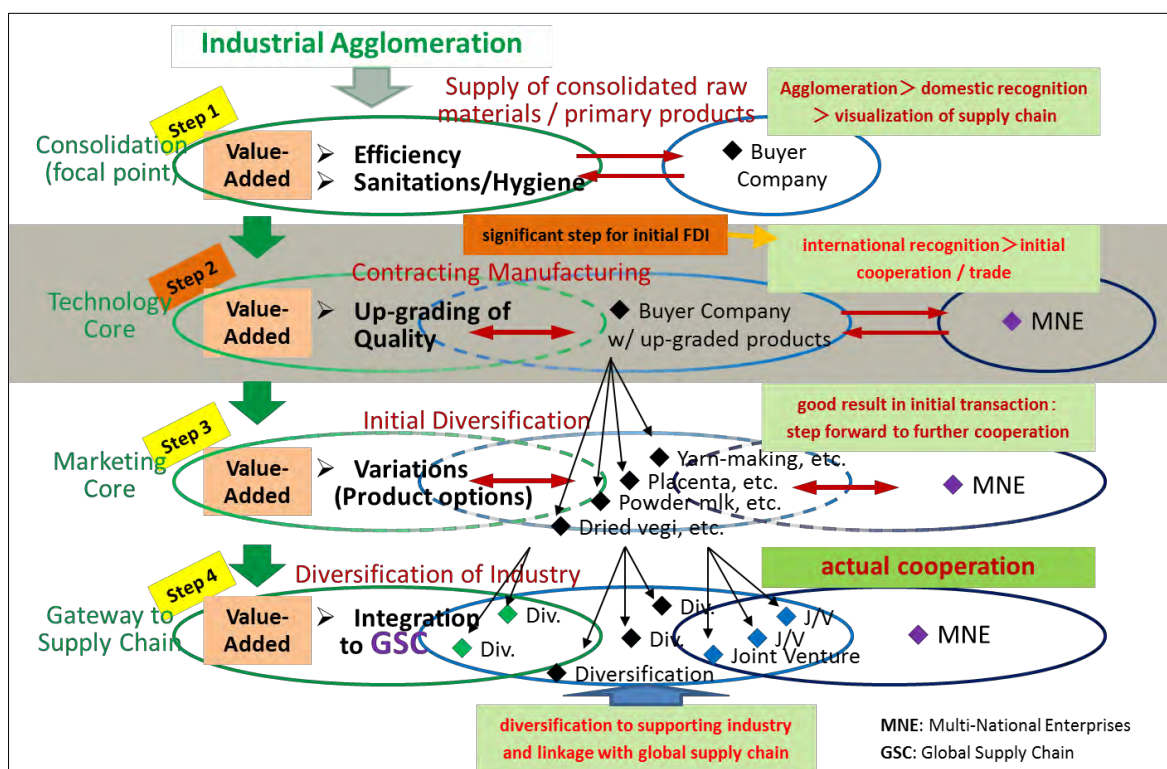 Industrial Agglomeration
Supply of consolidated raw
materials / primary products
Agglomeration＞domestic recognition
＞visualization of supply chain
Step 1
Consolidation
(focal point)
Value-
Added
➢ Efficiency
➢ Sanitations/Hygiene
Buyer
Company
significant step for initial FDI
international recognition＞initial
cooperation / trade
Step 2
Technology
Core
Contracting Manufacturing
Value-
Added
➢ Up-grading of
Quality
Buyer Company
w/ up-graded products
MNE
Step 3
Marketing
Core
Initial Diversification
good result in initial transaction：
step forward to further cooperation
Value-
Added
➢ Variations
(Product options)
Yarn-making, etc.
Placenta, etc.
Powder mlk, etc.
Dried vegi, etc.
MNE
Step 4
Gateway to
Supply Chain
Diversification of Industry
actual cooperation
Value-
Added
➢ Integration
to GSC
Div.
Div.
Div.
Div.
Diversification
J/V
J/V
Joint Venture
MNE
diversification to supporting industry
and linkage with global supply chain
MNE: Multi-National Enterprises
GSC: Global Supply Chain